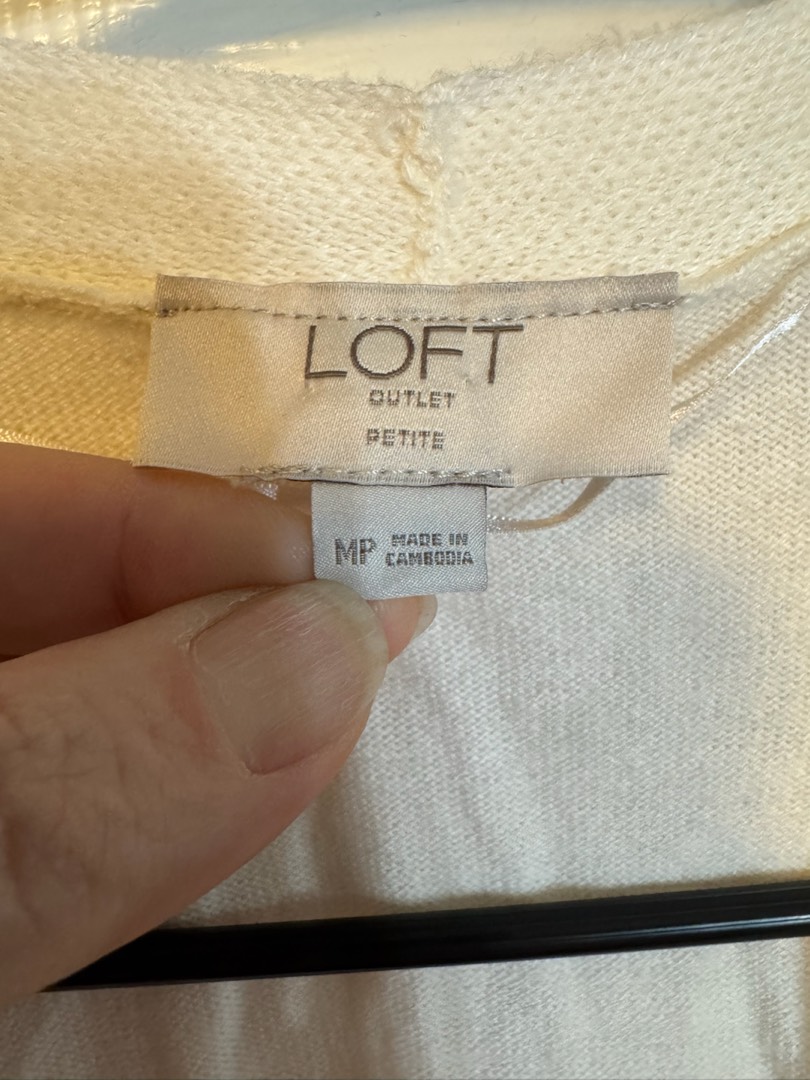 LOFT
OUTLET
PETITE
MP MADE IN
CAMBODIA